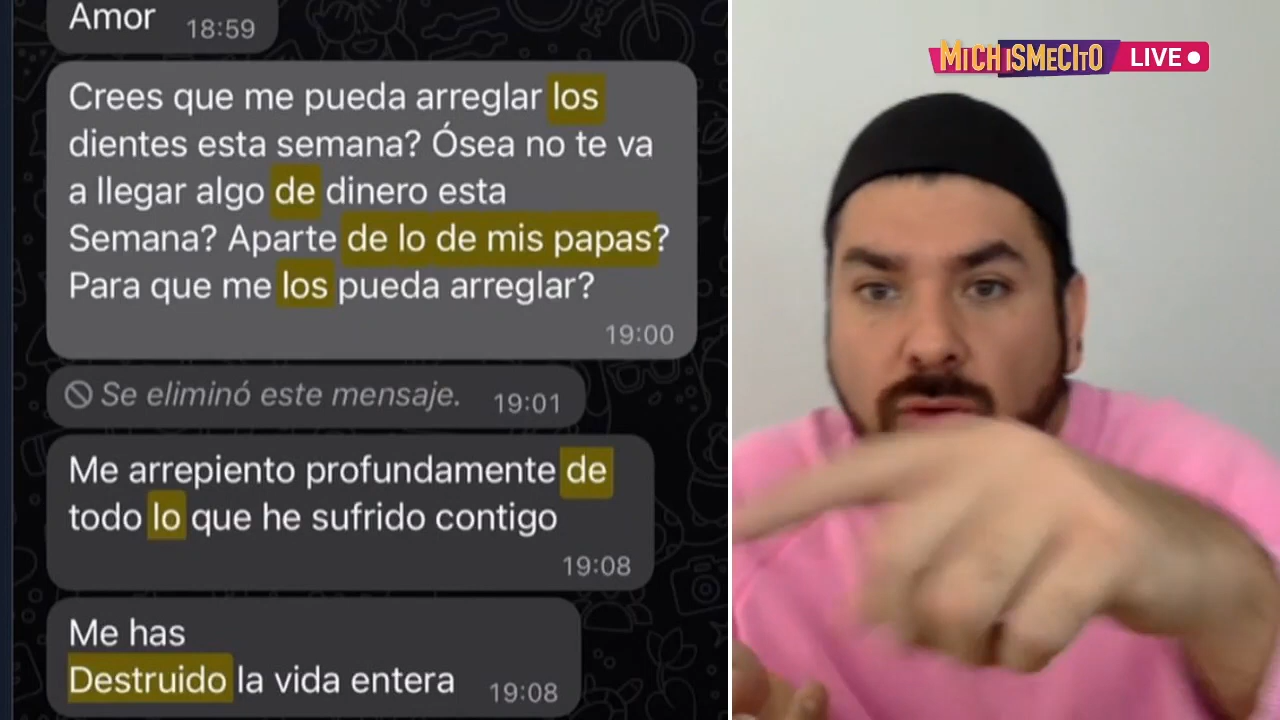 Amor 18:59
Crees que me pueda arreglar los
dientes esta semana? Ósea no te va
a llegar algo de dinero esta
Semana? Aparte de lo de mis papas?
Para que me los pueda arreglar?
19:00
Se eliminó este mensaje. 19:01
Me arrepiento profundamente de
todo lo que he sufrido contigo
19:08
Me has
Destruido la vida entera 19:08
MICHISMECITO LIVE